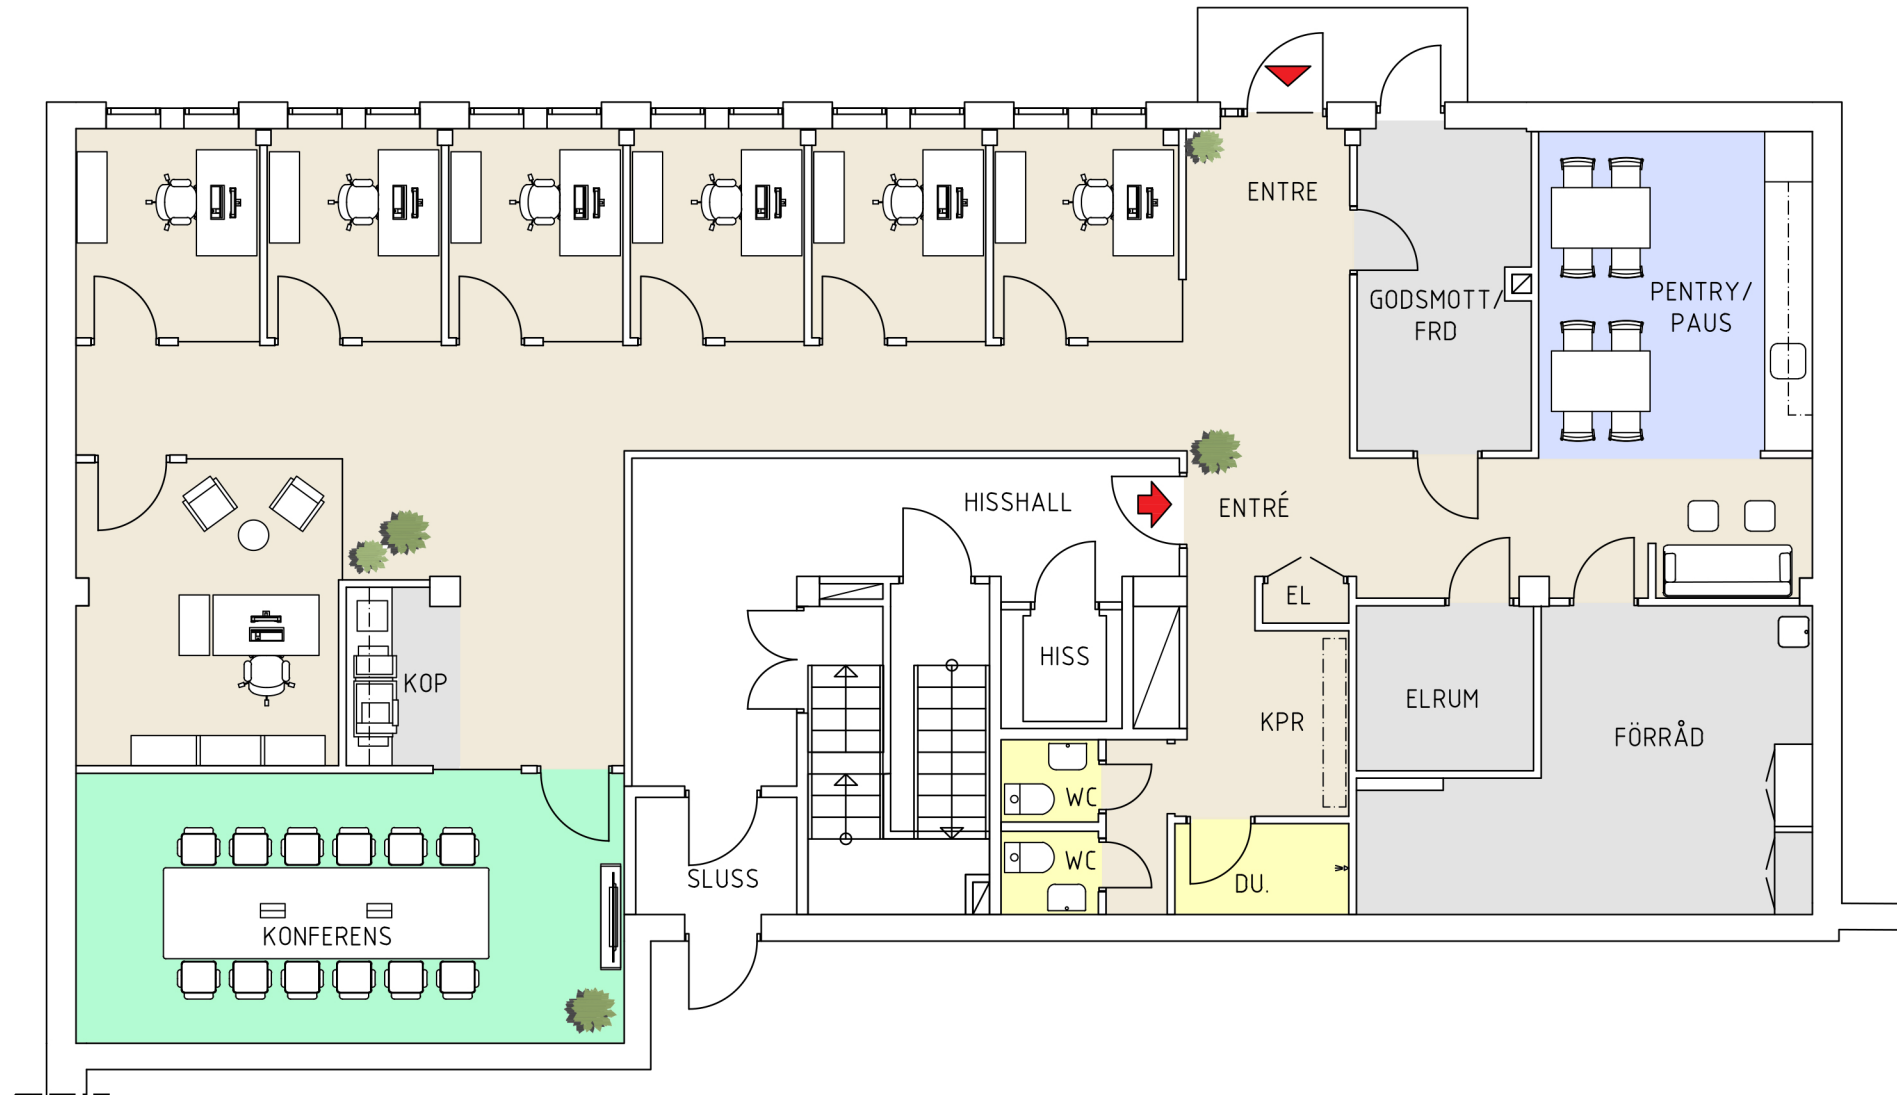 ENTRE
GODSMOTT/
FRD
PENTRY/
PAUS
HISSHALL
ENTRÉ
EL
HISS
KOP
ELRUM
KPR
FÖRRÅD
WC
WC
SLUSS
DU.
KONFERENS